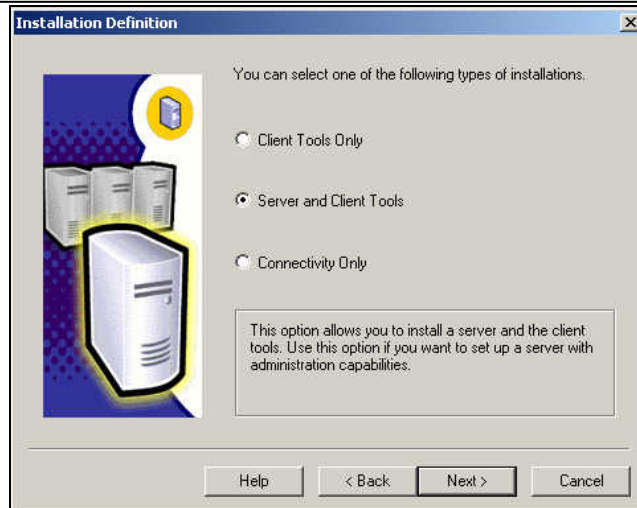 Installation Definition
You can select one of the following types of installations.
Client Tools Only
Server and Client Tools
Connectivity Only
This option allows you to install a server and the client
tools. Use this option if you want to set up a server with
administration capabilities.
Help
< Back
Next >
Cancel